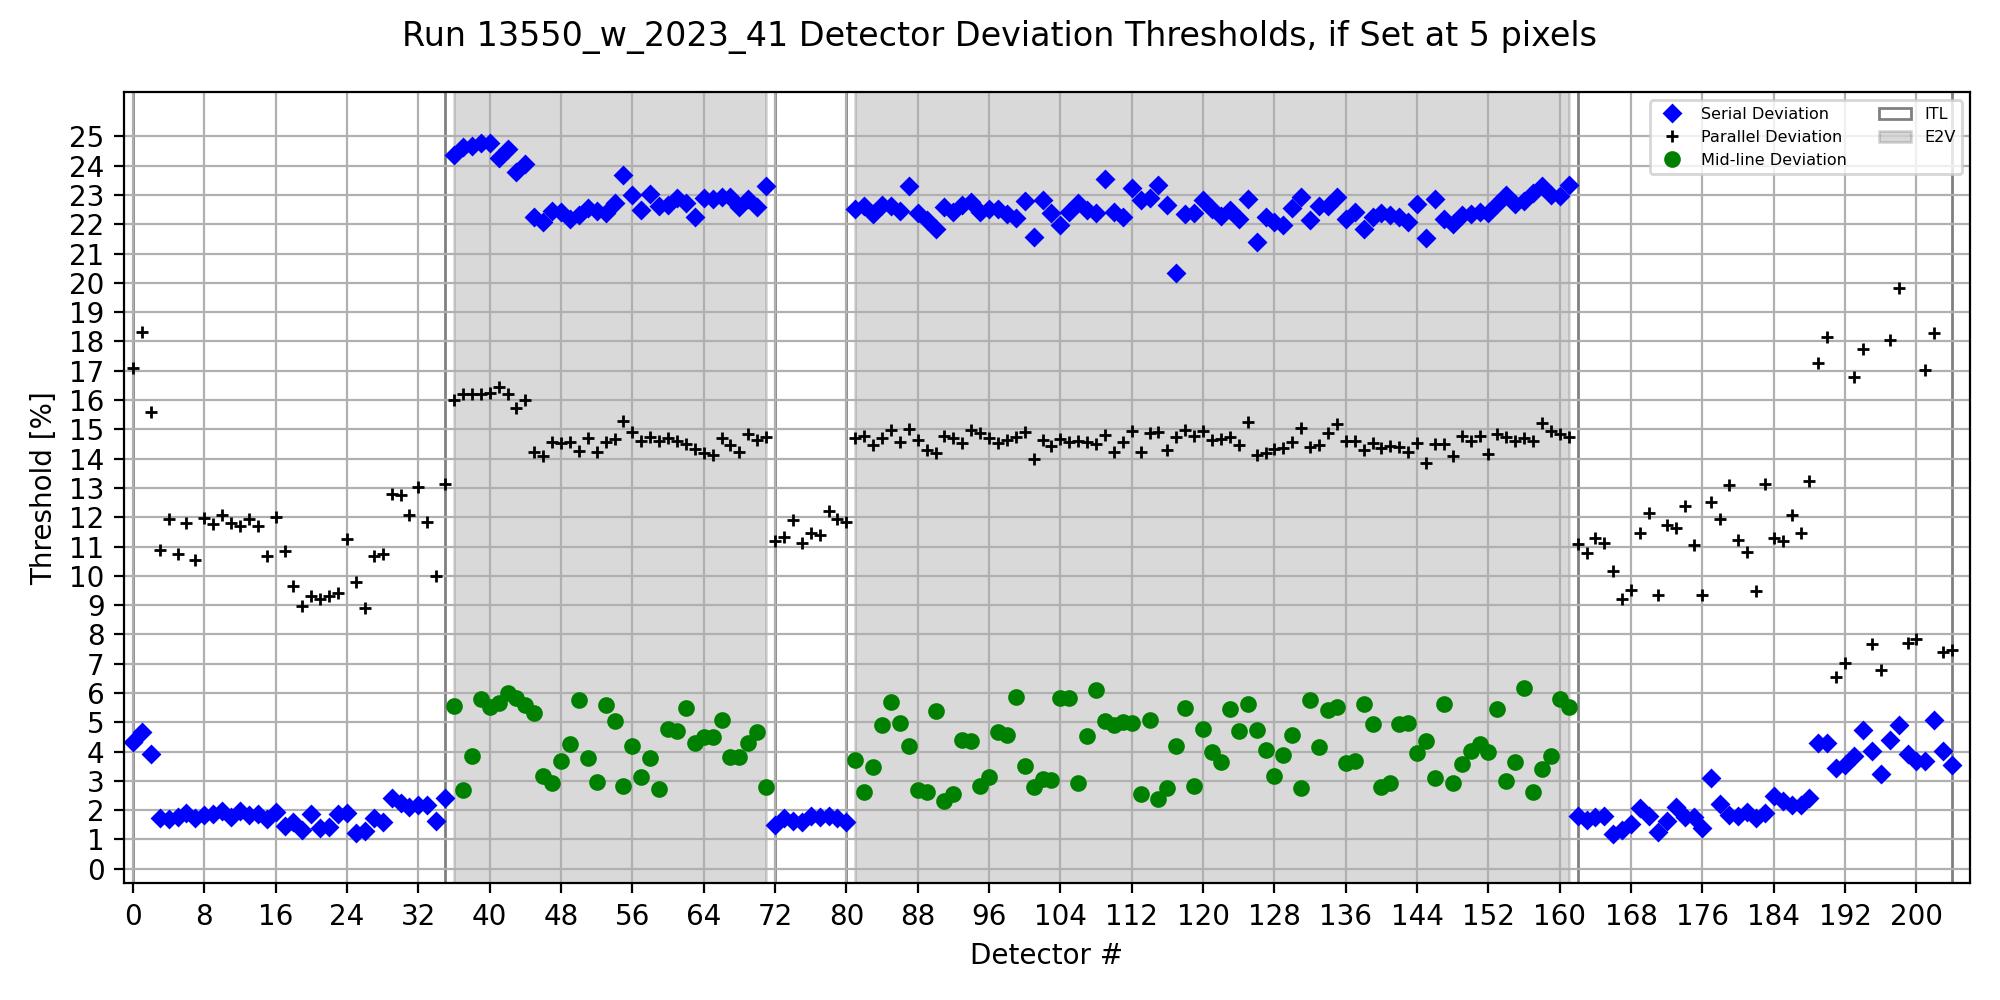 Run 13550_w_2023_41 Detector Deviation Thresholds, if Set at 5 pixels
Serial Deviation
Parallel Deviation
Mid-line Deviation
ITL
E2V
Threshold [%]
25
24
23
22
21
20
19
18
17
16
15
14
13
12
11
10
9
8
7
6
5
4
3
2
1
0
0 8 16 24 32 40 48 56 64 72 80 88 96 104 112 120 128 136 144 152 160 168 176 184 192 200
Detector #